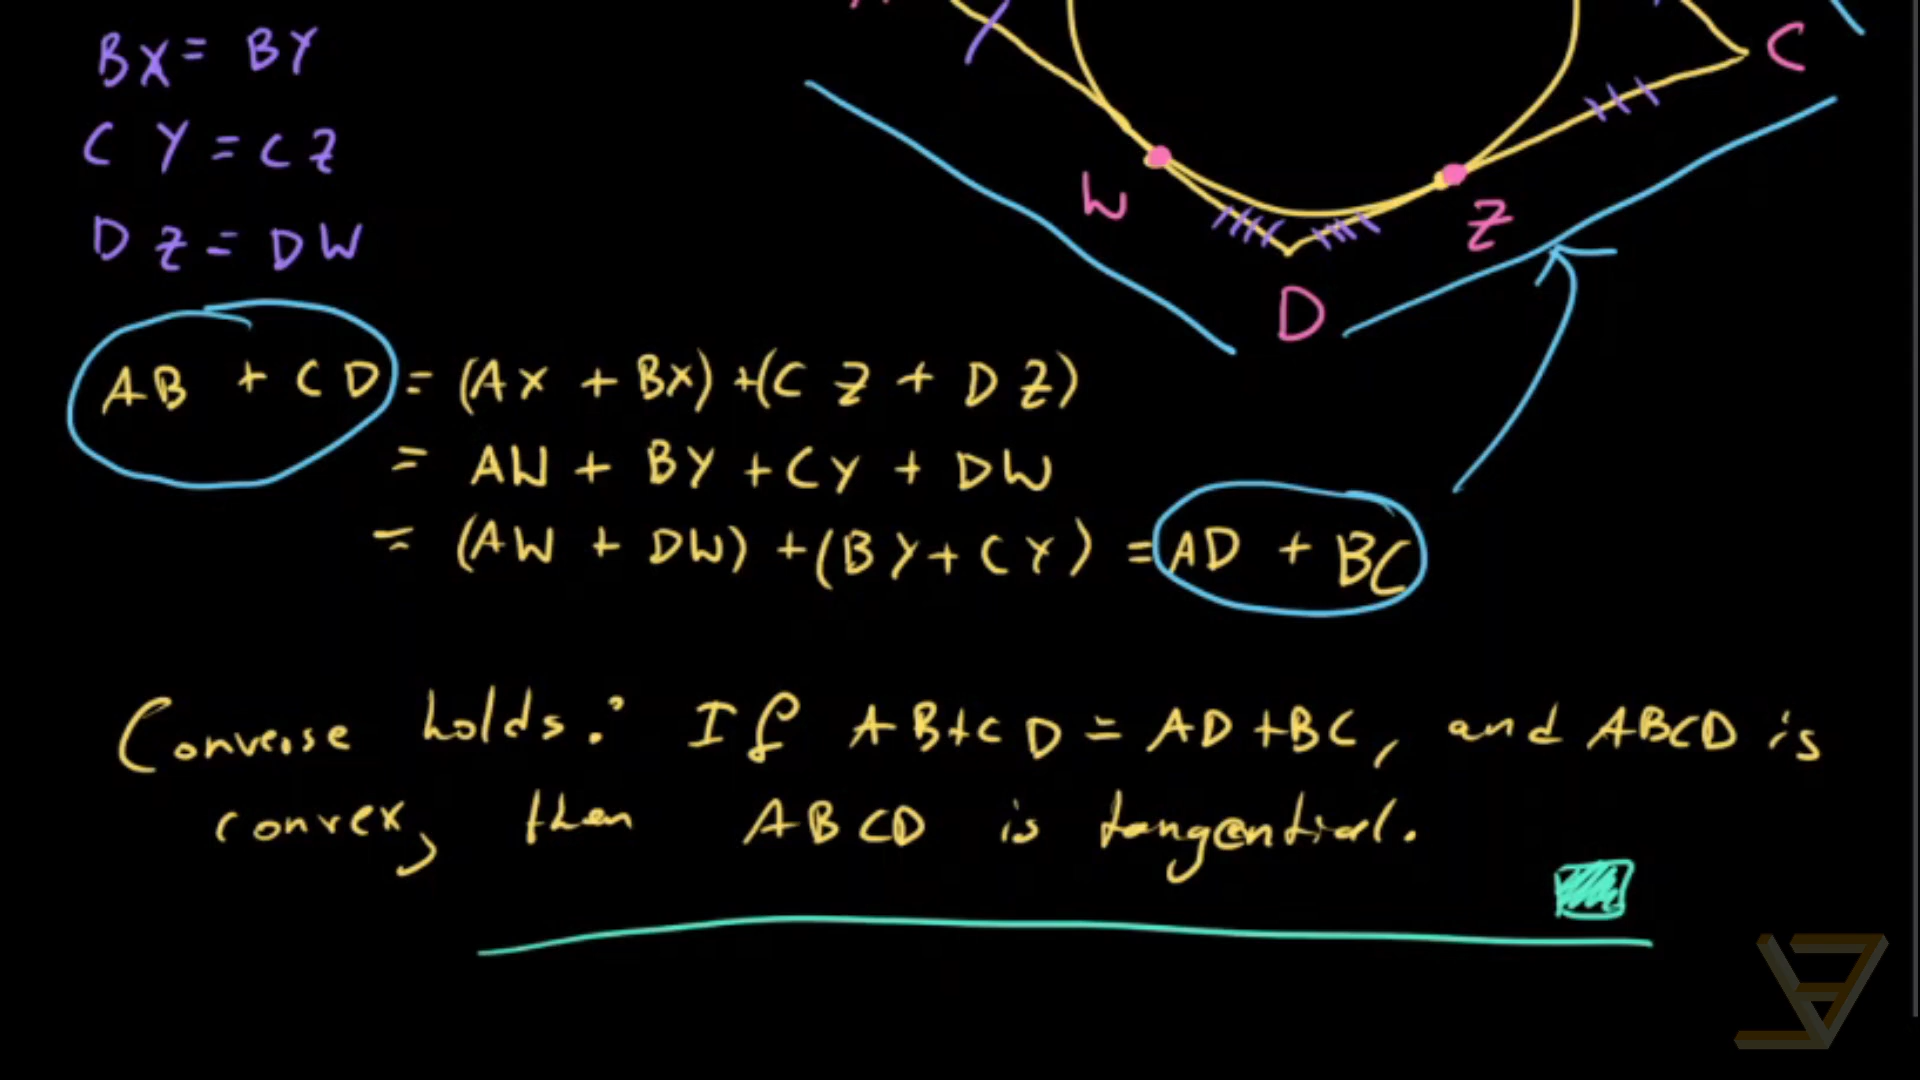 BX = BY
C
CY = CZ
W
Z
DZ = DW
D
AB + CD = (AX + BX) + (CZ + DZ)
= AW + BY + CY + DW
= (AW + DW) + (BY + CY) = AD + BC
Converse holds: If AB+CD = AD+BC, and ABCD is
convex, then ABCD is tangential.